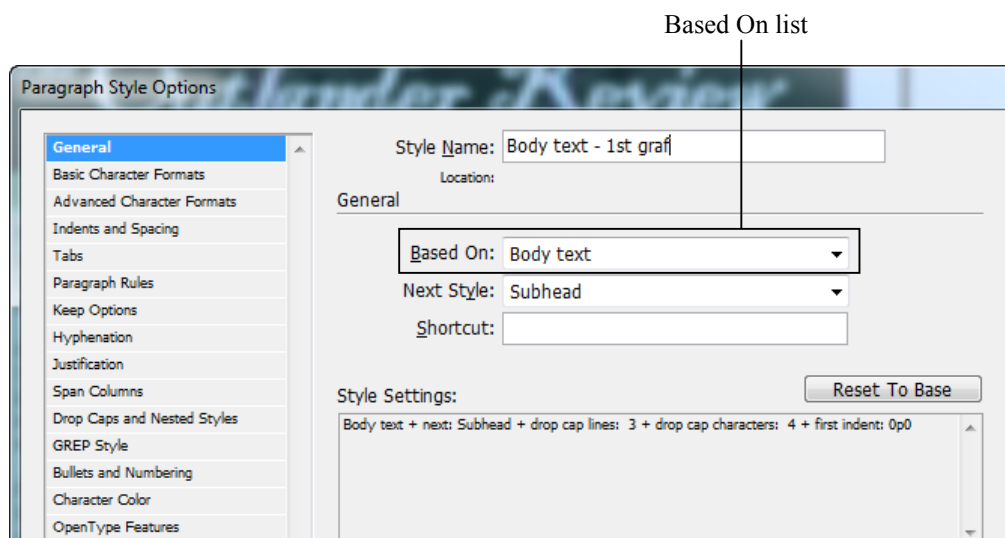 Based On list
Paragraph Style Options
General
Basic Character Formats
Advanced Character Formats
Indents and Spacing
Tabs
Paragraph Rules
Keep Options
Hyphenation
Justification
Span Columns
Drop Caps and Nested Styles
GREP Style
Bullets and Numbering
Character Color
OpenType Features
Style Name: Body text - 1st graf
Location:
General
Based On: Body text
Next Style: Subhead
Shortcut:
Style Settings:
Reset To Base
Body text + next: Subhead + drop cap lines: 3 + drop cap characters: 4 + first indent: 0p0